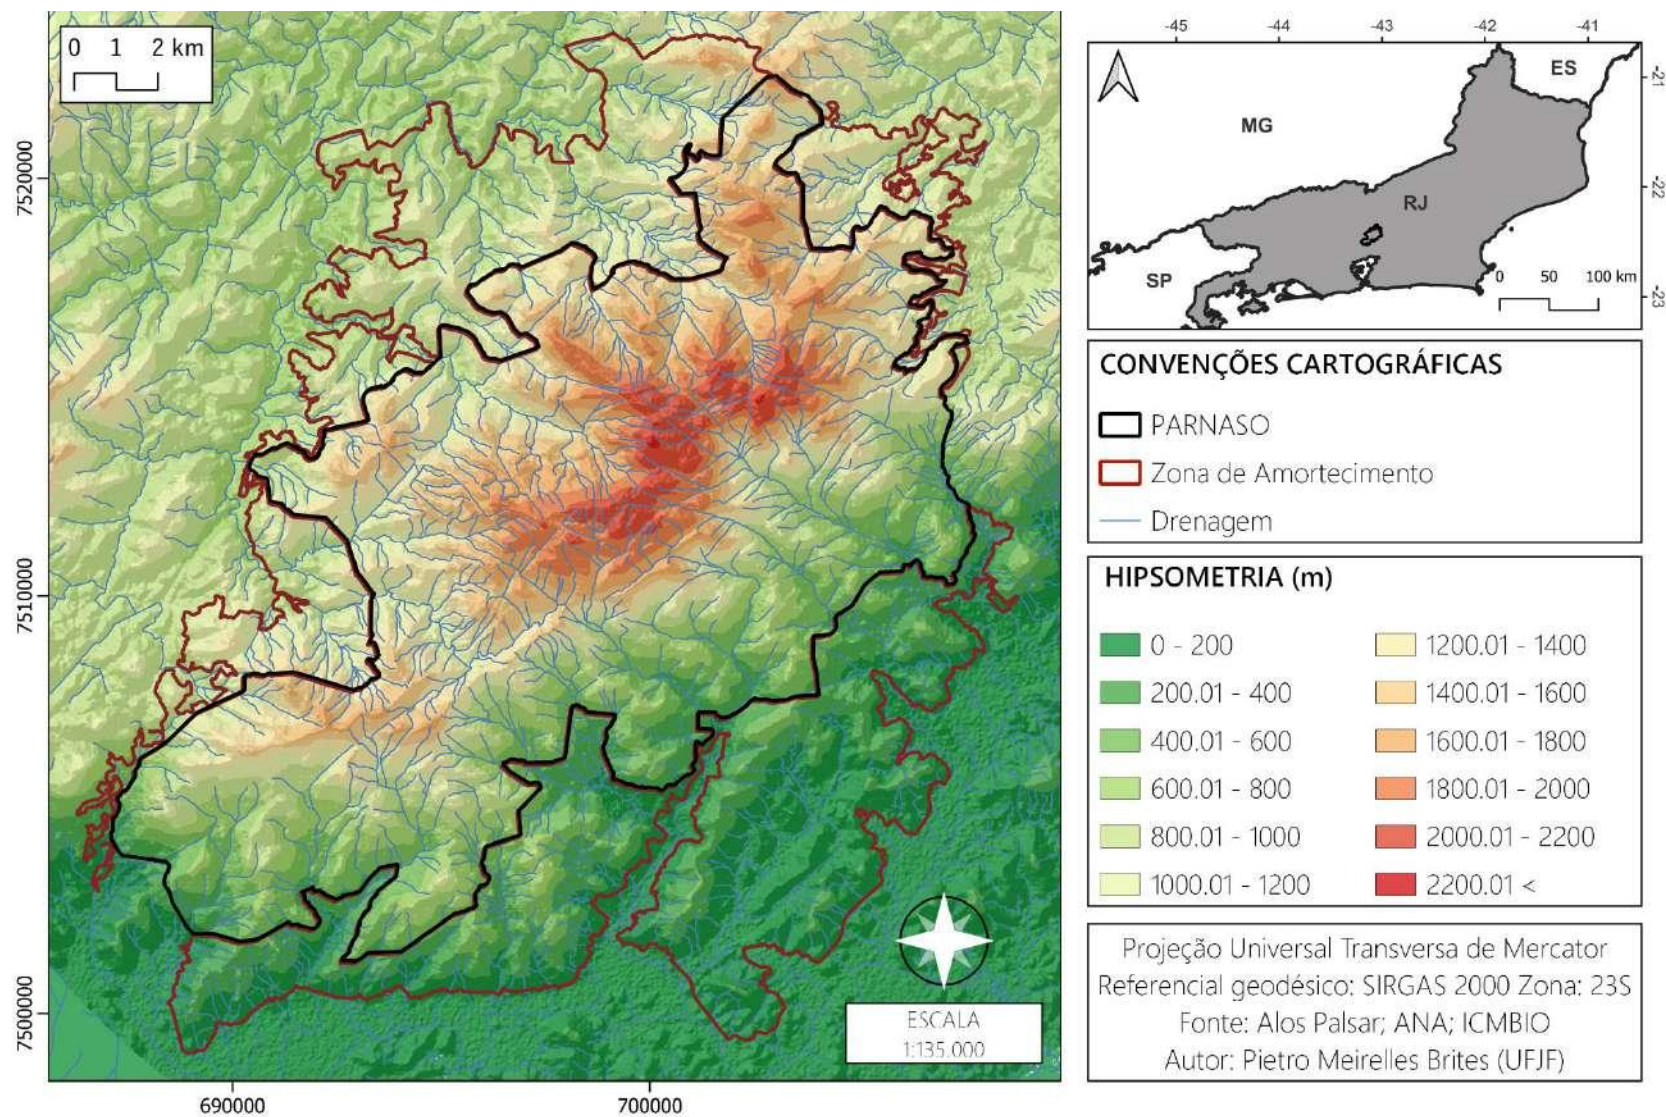 0 1 2 km
7520000
7510000
7500000
690000
700000
ESCALA
1:135.000
-45 -44 -43 -42 -41
-21
-22
-23
ES
MG
RJ
SP
0 50 100 km
CONVENÇÕES CARTOGRÁFICAS
PARNASO
Zona de Amortecimento
Drenagem
HIPSOMETRIA (m)
0 - 200
200.01 - 400
400.01 - 600
600.01 - 800
800.01 - 1000
1000.01 - 1200
1200.01 - 1400
1400.01 - 1600
1600.01 - 1800
1800.01 - 2000
2000.01 - 2200
2200.01 <
Projeção Universal Transversa de Mercator
Referencial geodésico: SIRGAS 2000 Zona: 23S
Fonte: Alos Palsar; ANA; ICMBIO
Autor: Pietro Meirelles Brites (UFJF)